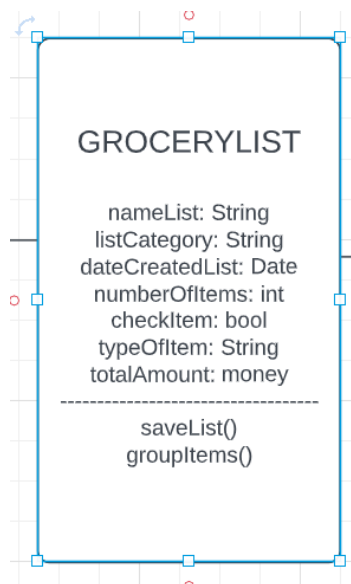 GROCERYLIST
nameList: String
listCategory: String
dateCreatedList: Date
numberOfItems: int
checkItem: bool
typeOfItem: String
totalAmount: money
------------------------------------
saveList()
groupItems()